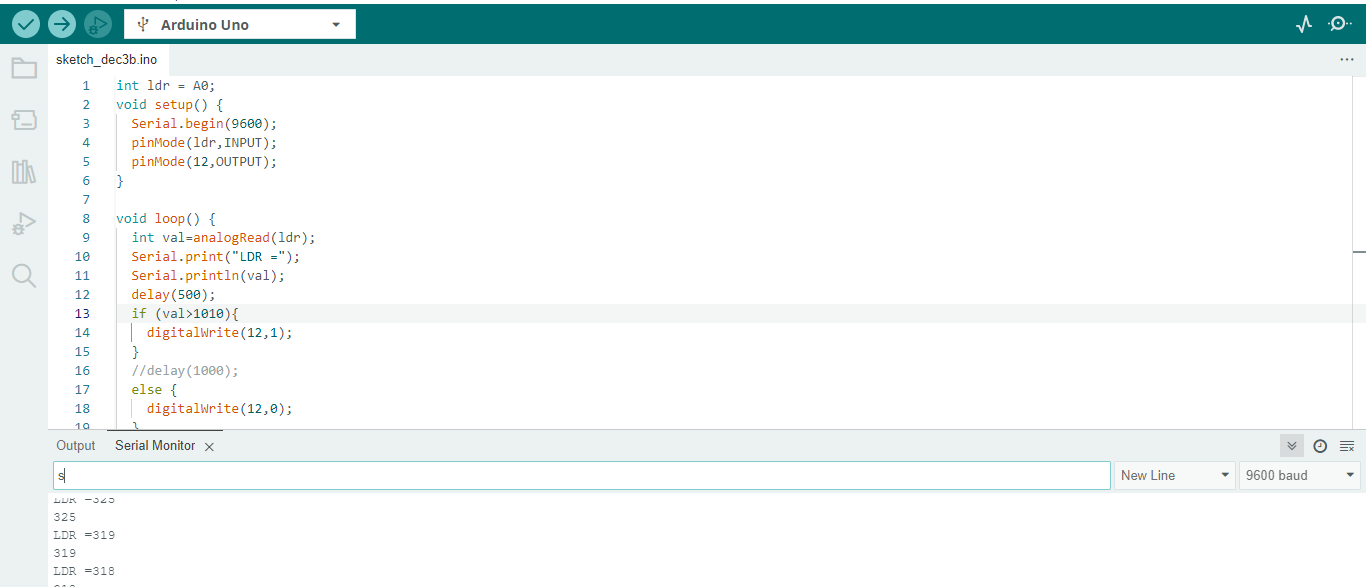 Arduino Uno
sketch_dec3b.ino
1 int ldr = A0;
2 void setup() {
3 Serial.begin(9600);
4 pinMode(ldr,INPUT);
5 pinMode(12,OUTPUT);
6 }
7
8 void loop() {
9 int val=analogRead(ldr);
10 Serial.print("LDR =");
11 Serial.println(val);
12 delay(500);
13 if (val>1010){
14 digitalWrite(12,1);
15 }
16 //delay(1000);
17 else {
18 digitalWrite(12,0);
19 }
Output Serial Monitor
s New Line 9600 baud
LDR =325
325
LDR =319
319
LDR =318